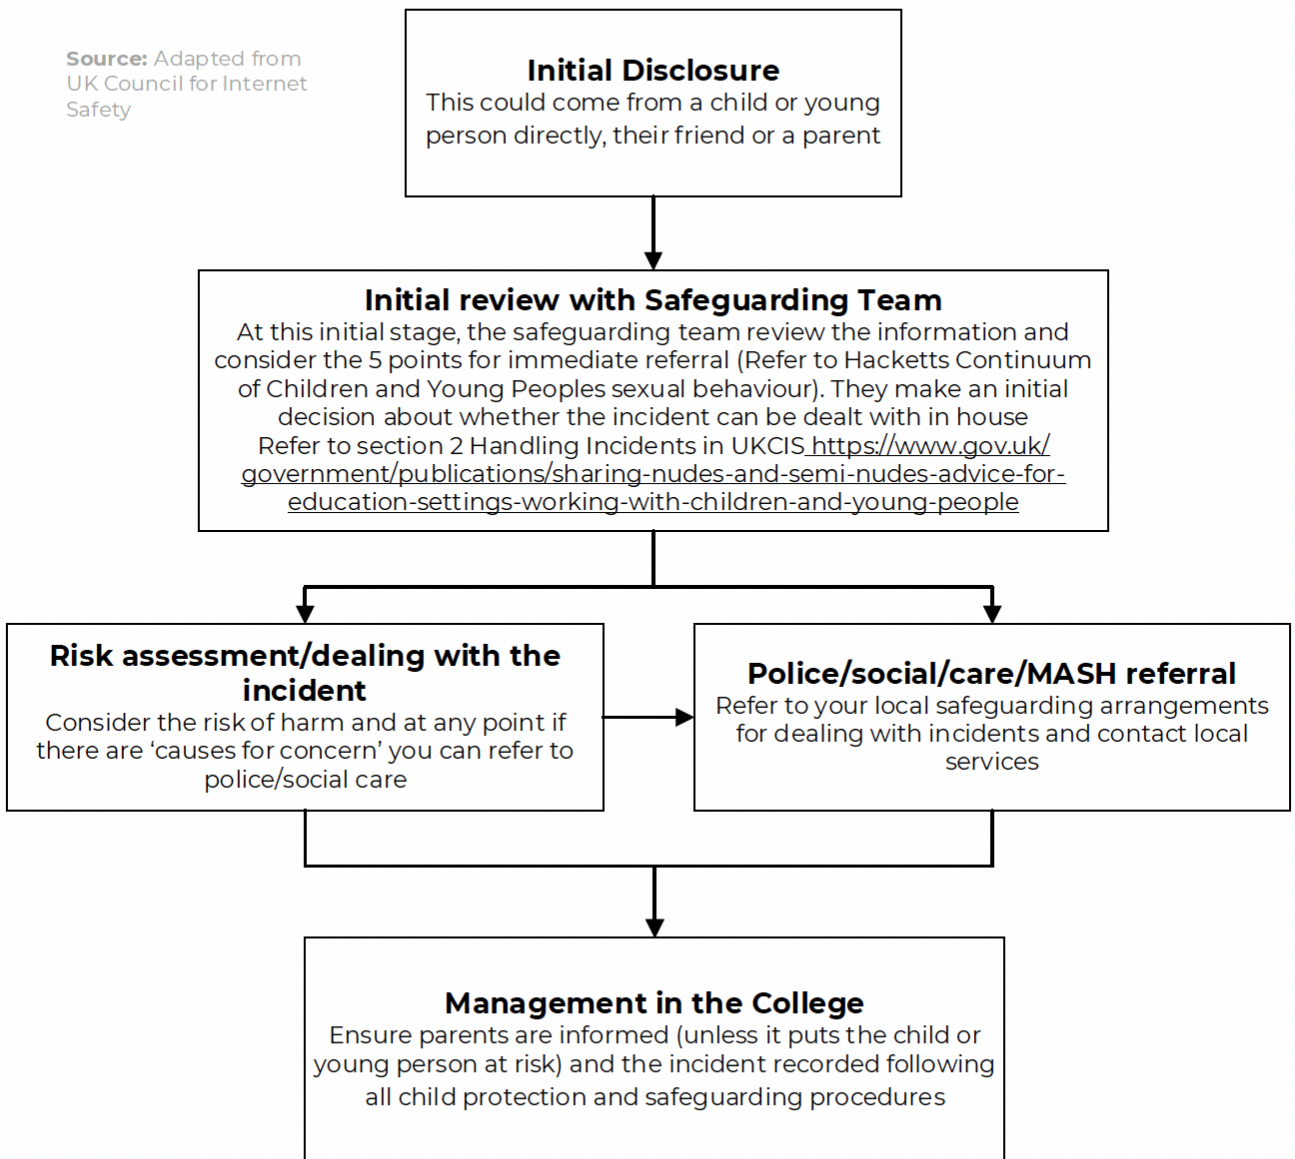 Source: Adapted from
UK Council for Internet
Safety
Initial Disclosure
This could come from a child or young
person directly, their friend or a parent
Initial review with Safeguarding Team
At this initial stage, the safeguarding team review the information and
consider the 5 points for immediate referral (Refer to Hacketts Continuum
of Children and Young Peoples sexual behaviour). They make an initial
decision about whether the incident can be dealt with in house
Refer to section 2 Handling Incidents in UKCIS https://www.gov.uk/
government/publications/sharing-nudes-and-semi-nudes-advice-for-
education-settings-working-with-children-and-young-people
Risk assessment/dealing with the
incident
Consider the risk of harm and at any point if
there are ‘causes for concern’ you can refer to
police/social care
Police/social/care/MASH referral
Refer to your local safeguarding arrangements
for dealing with incidents and contact local
services
Management in the College
Ensure parents are informed (unless it puts the child or
young person at risk) and the incident recorded following
all child protection and safeguarding procedures